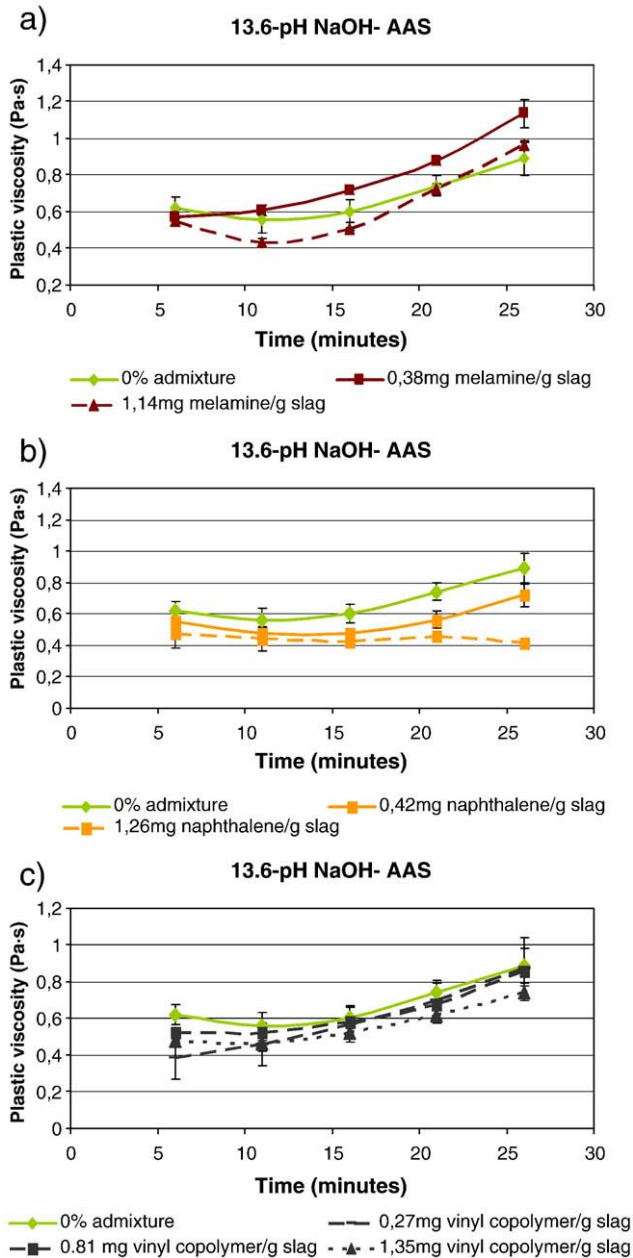 a)
13.6-pH NaOH- AAS
Plastic viscosity (Pa·s)
1,4
1,2
1
0,8
0,6
0,4
0,2
0 5 10 15 20 25 30
Time (minutes)
0% admixture 0,38mg melamine/g slag
1,14mg melamine/g slag
b)
13.6-pH NaOH- AAS
Plastic viscosity (Pa·s)
1,4
1,2
1
0,8
0,6
0,4
0,2
0
0 5 10 15 20 25 30
Time (minutes)
0% admixture 0,42mg naphthalene/g slag
1,26mg naphthalene/g slag
c)
13.6-pH NaOH- AAS
Plastic viscosity (Pa·s)
1,2
1
0,8
0,6
0,4
0,2
0
0 5 10 15 20 25 30
Time (minutes)
0% admixture 0,27mg vinyl copolymer/g slag
0.81 mg vinyl copolymer/g slag 1,35mg vinyl copolymer/g slag